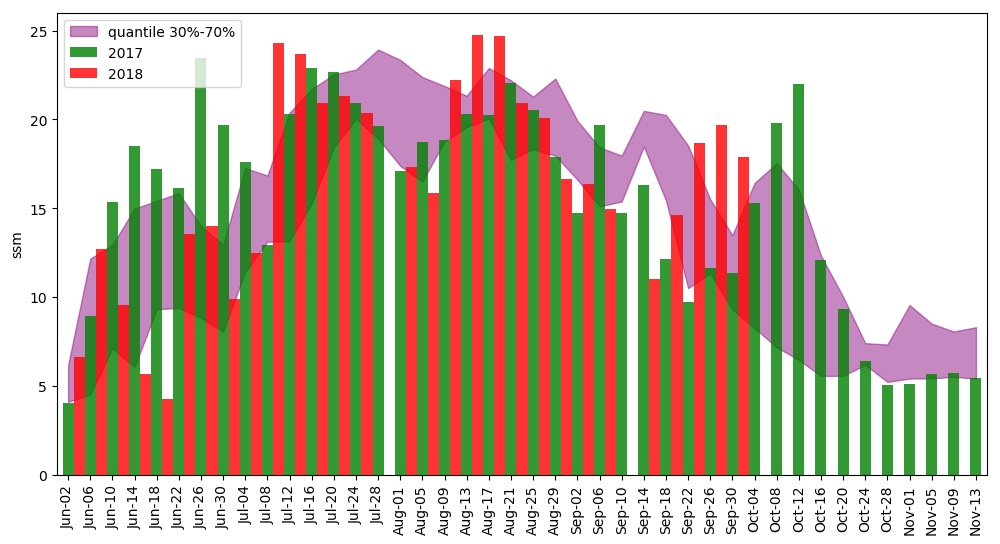 quantile 30%-70%
2017
2018
25
20
15
10
5
0
ssm
Jun-02
Jun-06
Jun-10
Jun-14
Jun-18
Jun-22
Jun-26
Jun-30
Jul-04
Jul-08
Jul-12
Jul-16
Jul-20
Jul-24
Jul-28
Aug-01
Aug-05
Aug-09
Aug-13
Aug-17
Aug-21
Aug-25
Aug-29
Sep-02
Sep-06
Sep-10
Sep-14
Sep-18
Sep-22
Sep-26
Sep-30
Oct-04
Oct-08
Oct-12
Oct-16
Oct-20
Oct-24
Oct-28
Nov-01
Nov-05
Nov-09
Nov-13